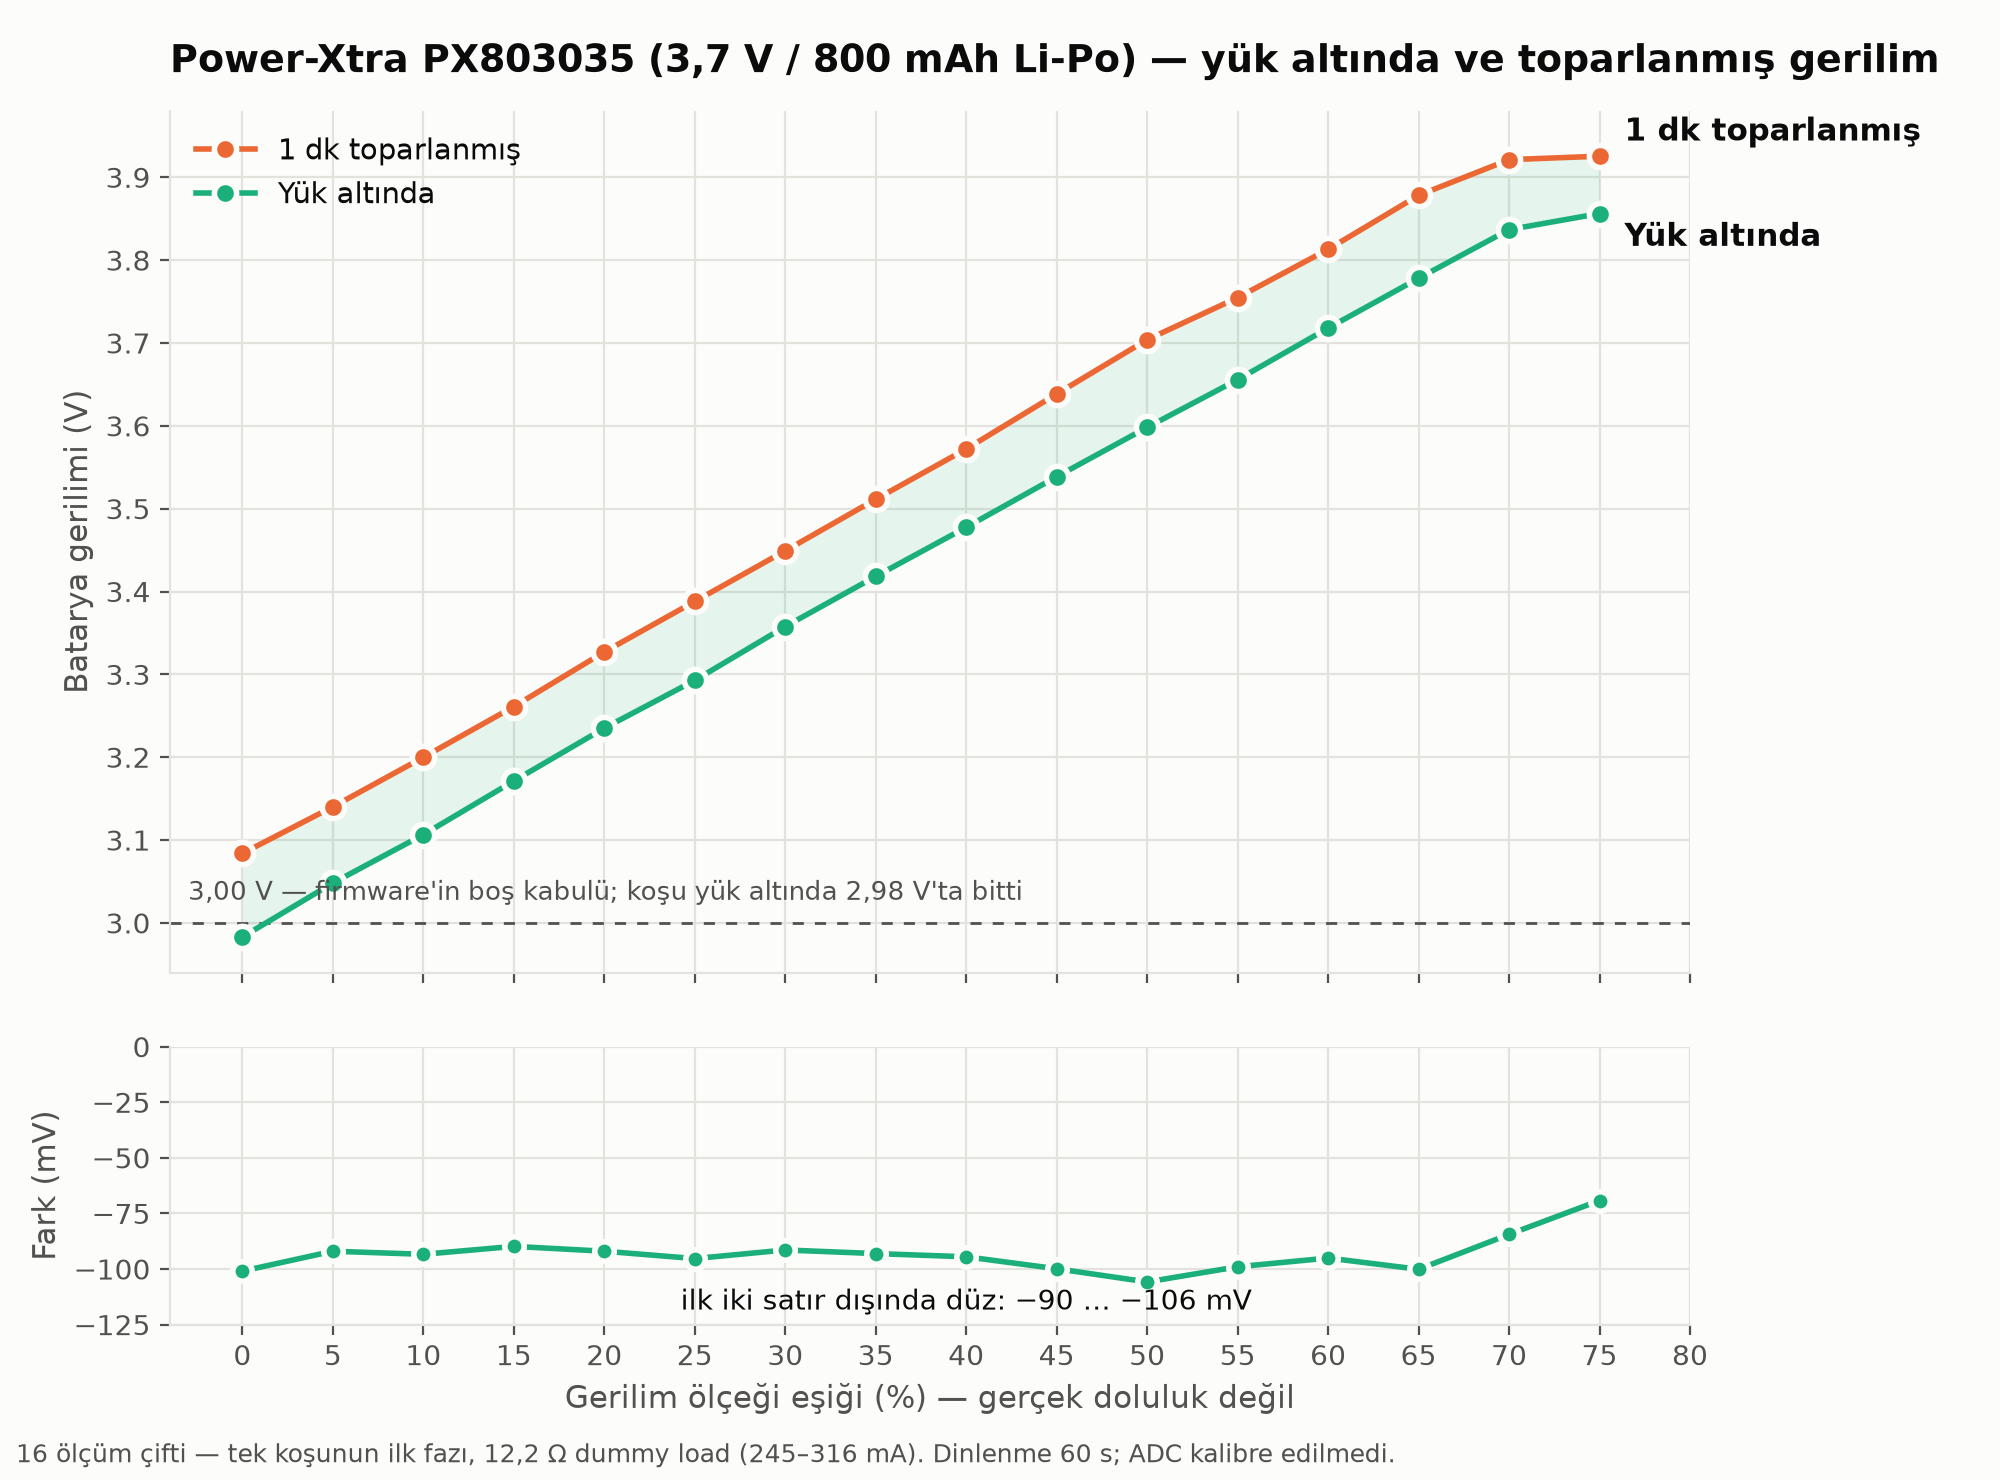 Power-Xtra PX803035 (3,7 V / 800 mAh Li-Po) — yük altında ve toparlanmış gerilim
1 dk toparlanmış
Yük altında
1 dk toparlanmış
Yük altında
Batarya gerilimi (V)
3.9
3.8
3.7
3.6
3.5
3.4
3.3
3.2
3.1
3.0
3,00 V — firmware'in boş kabulü; koşu yük altında 2,98 V'ta bitti
Fark (mV)
0
−25
−50
−75
−100
−125
ilk iki satır dışında düz: −90 … −106 mV
0 5 10 15 20 25 30 35 40 45 50 55 60 65 70 75 80
Gerilim ölçeği eşiği (%) — gerçek doluluk değil
16 ölçüm çifti — tek koşunun ilk fazı, 12,2 Ω dummy load (245–316 mA). Dinlenme 60 s; ADC kalibre edilmedi.